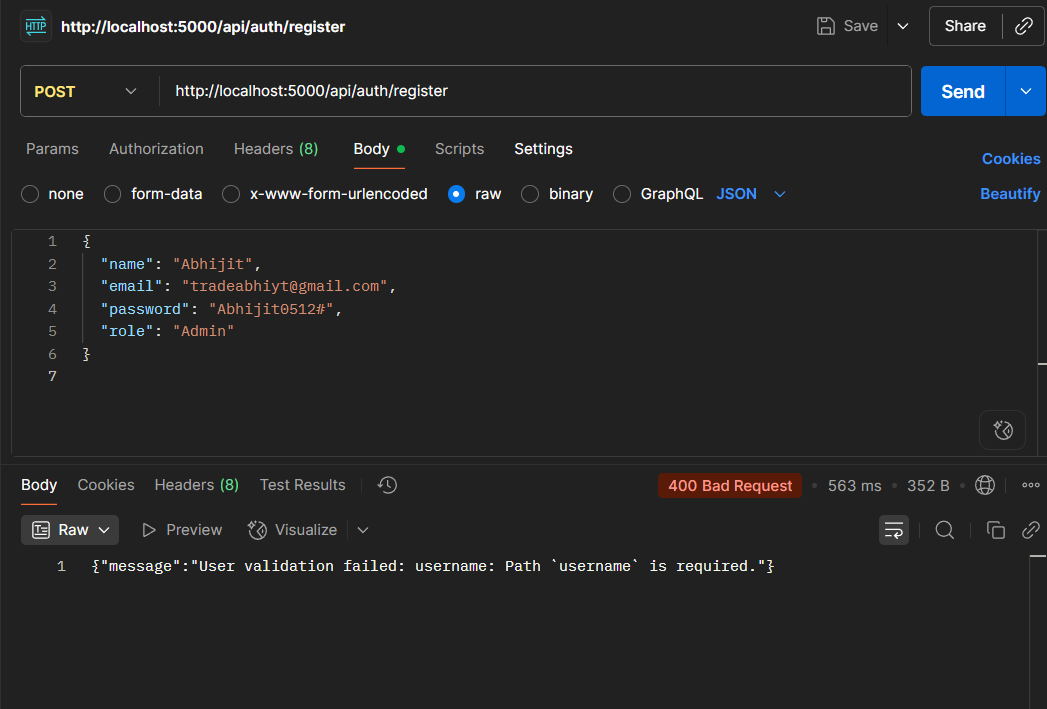 HTTP http://localhost:5000/api/auth/register Save Share
POST http://localhost:5000/api/auth/register Send
Params Authorization Headers (8) Body Scripts Settings Cookies
none form-data x-www-form-urlencoded raw binary GraphQL JSON Beautify
1 {
2 "name": "Abhijit",
3 "email": "tradeabhiyt@gmail.com",
4 "password": "Abhijit0512#",
5 "role": "Admin"
6 }
7
Body Cookies Headers (8) Test Results 400 Bad Request 563 ms 352 B
Raw Preview Visualize
1 {"message":"User validation failed: username: Path `username` is required."}